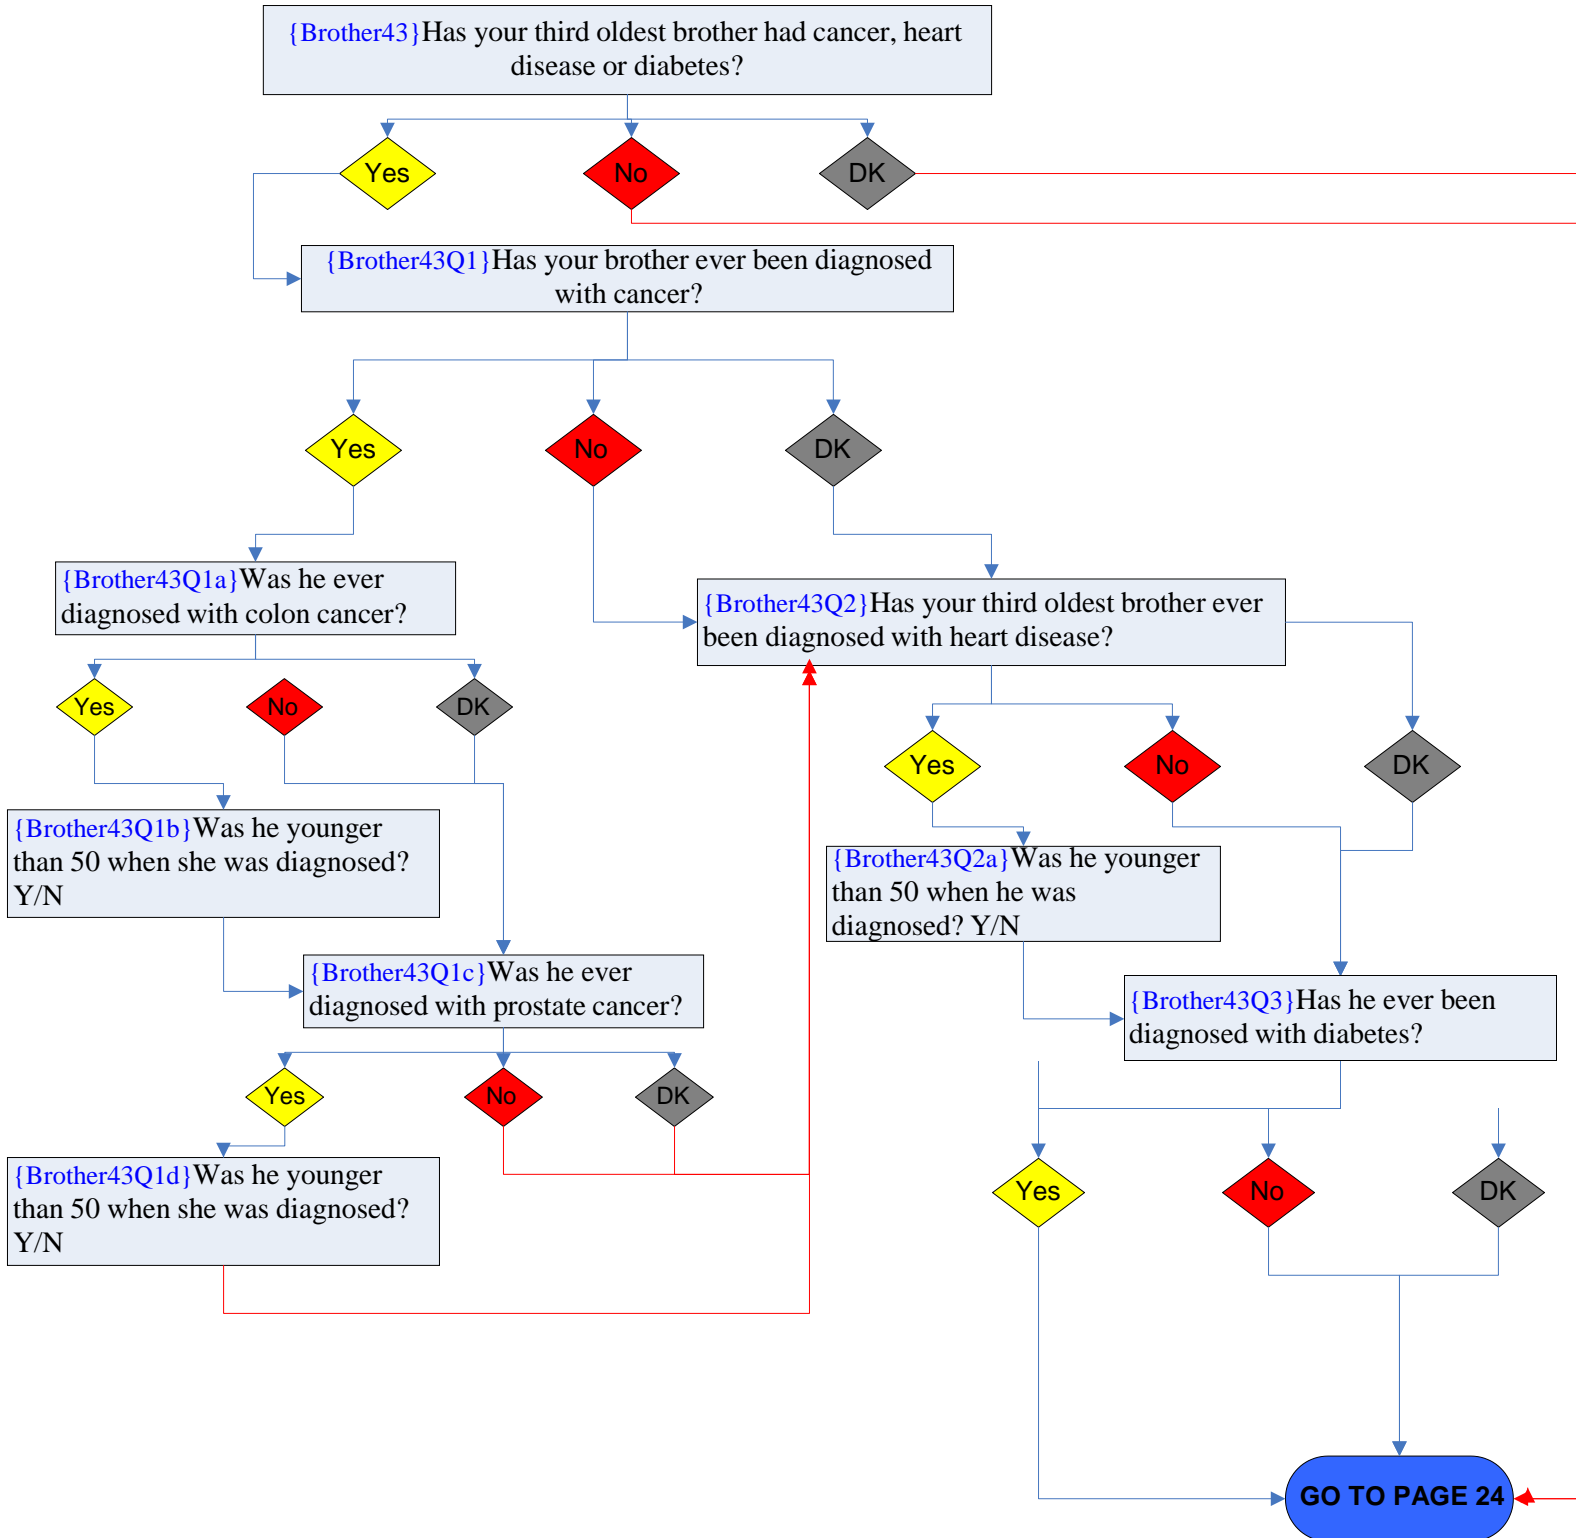 {Brother43}Has your third oldest brother had cancer, heart
disease or diabetes?
Yes
No
DK
{Brother43Q1}Has your brother ever been diagnosed
with cancer?
Yes
No
DK
{Brother43Q1a}Was he ever
diagnosed with colon cancer?
{Brother43Q2}Has your third oldest brother ever
been diagnosed with heart disease?
Yes
No
DK
Yes
No
DK
{Brother43Q1b}Was he younger
than 50 when she was diagnosed?
Y/N
{Brother43Q2a}Was he younger
than 50 when he was
diagnosed? Y/N
{Brother43Q1c}Was he ever
diagnosed with prostate cancer?
{Brother43Q3}Has he ever been
diagnosed with diabetes?
Yes
No
DK
{Brother43Q1d}Was he younger
than 50 when she was diagnosed?
Y/N
Yes
No
DK
GO TO PAGE 24